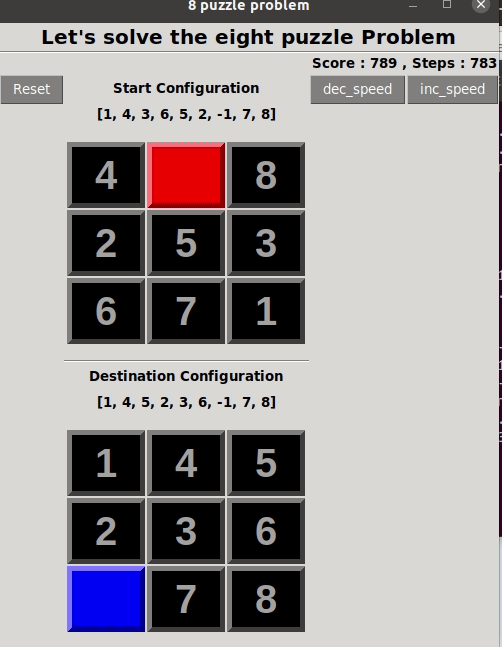 8 puzzle problem
Let's solve the eight puzzle Problem
Score : 789 , Steps : 783
Reset
Start Configuration
dec_speed
inc_speed
[1, 4, 3, 6, 5, 2, -1, 7, 8]
4 8
2 5 3
6 7 1
Destination Configuration
[1, 4, 5, 2, 3, 6, -1, 7, 8]
1 4 5
2 3 6
7 8